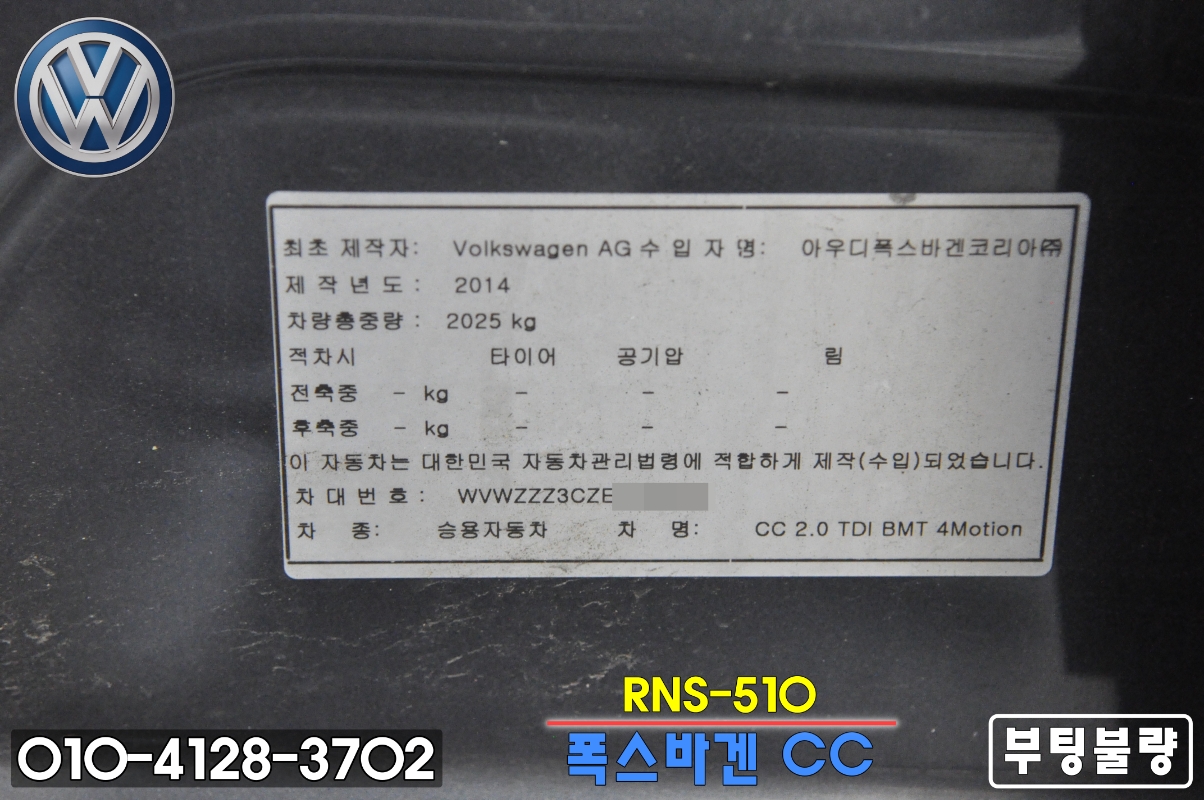 최초 제작자: Volkswagen AG 수 입 자 명: 아우디폭스바겐코리아㈜
제 작 년 도 : 2014
차량총중량 : 2025 kg
적차시 타이어 공기압 림
전축중 - kg - - -
후축중 - kg - - -
이 자동차는 대한민국 자동차관리법령에 적합하게 제작(수입)되었습니다.
차 대 번 호 : WVWZZZ3CZE
차 종: 승용자동차 차 명: CC 2.0 TDI BMT 4Motion
RNS-510
010-4128-3702 폭스바겐 CC 부팅불량